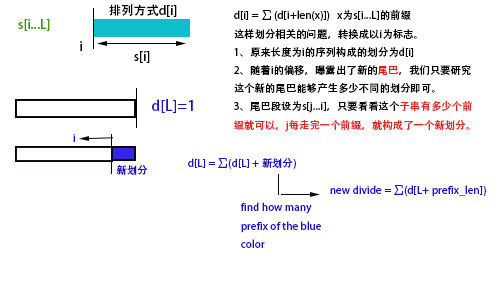 排列方式d[i]
s[i...L]
i
s[i]
d[i] = ∑ (d[i+len(x)]) x为s[i...L]的前缀
这样划分相关的问题，转换成以i为标志。
1、原来长度为i的序列构成的划分为d[i]
2、随着i的偏移，曝露出了新的尾巴，我们只要研究
这个新的尾巴能够产生多少不同的划分即可。
3、尾巴段设为s[j...i]，只要看看这个子串有多少个前
缀就可以，j每走完一个前缀，就构成了一个新划分。
d[L]=1
i
新划分
d[L] = ∑(d[L] + 新划分)
new divide = ∑(d[L+ prefix_len])
find how many
prefix of the blue
color